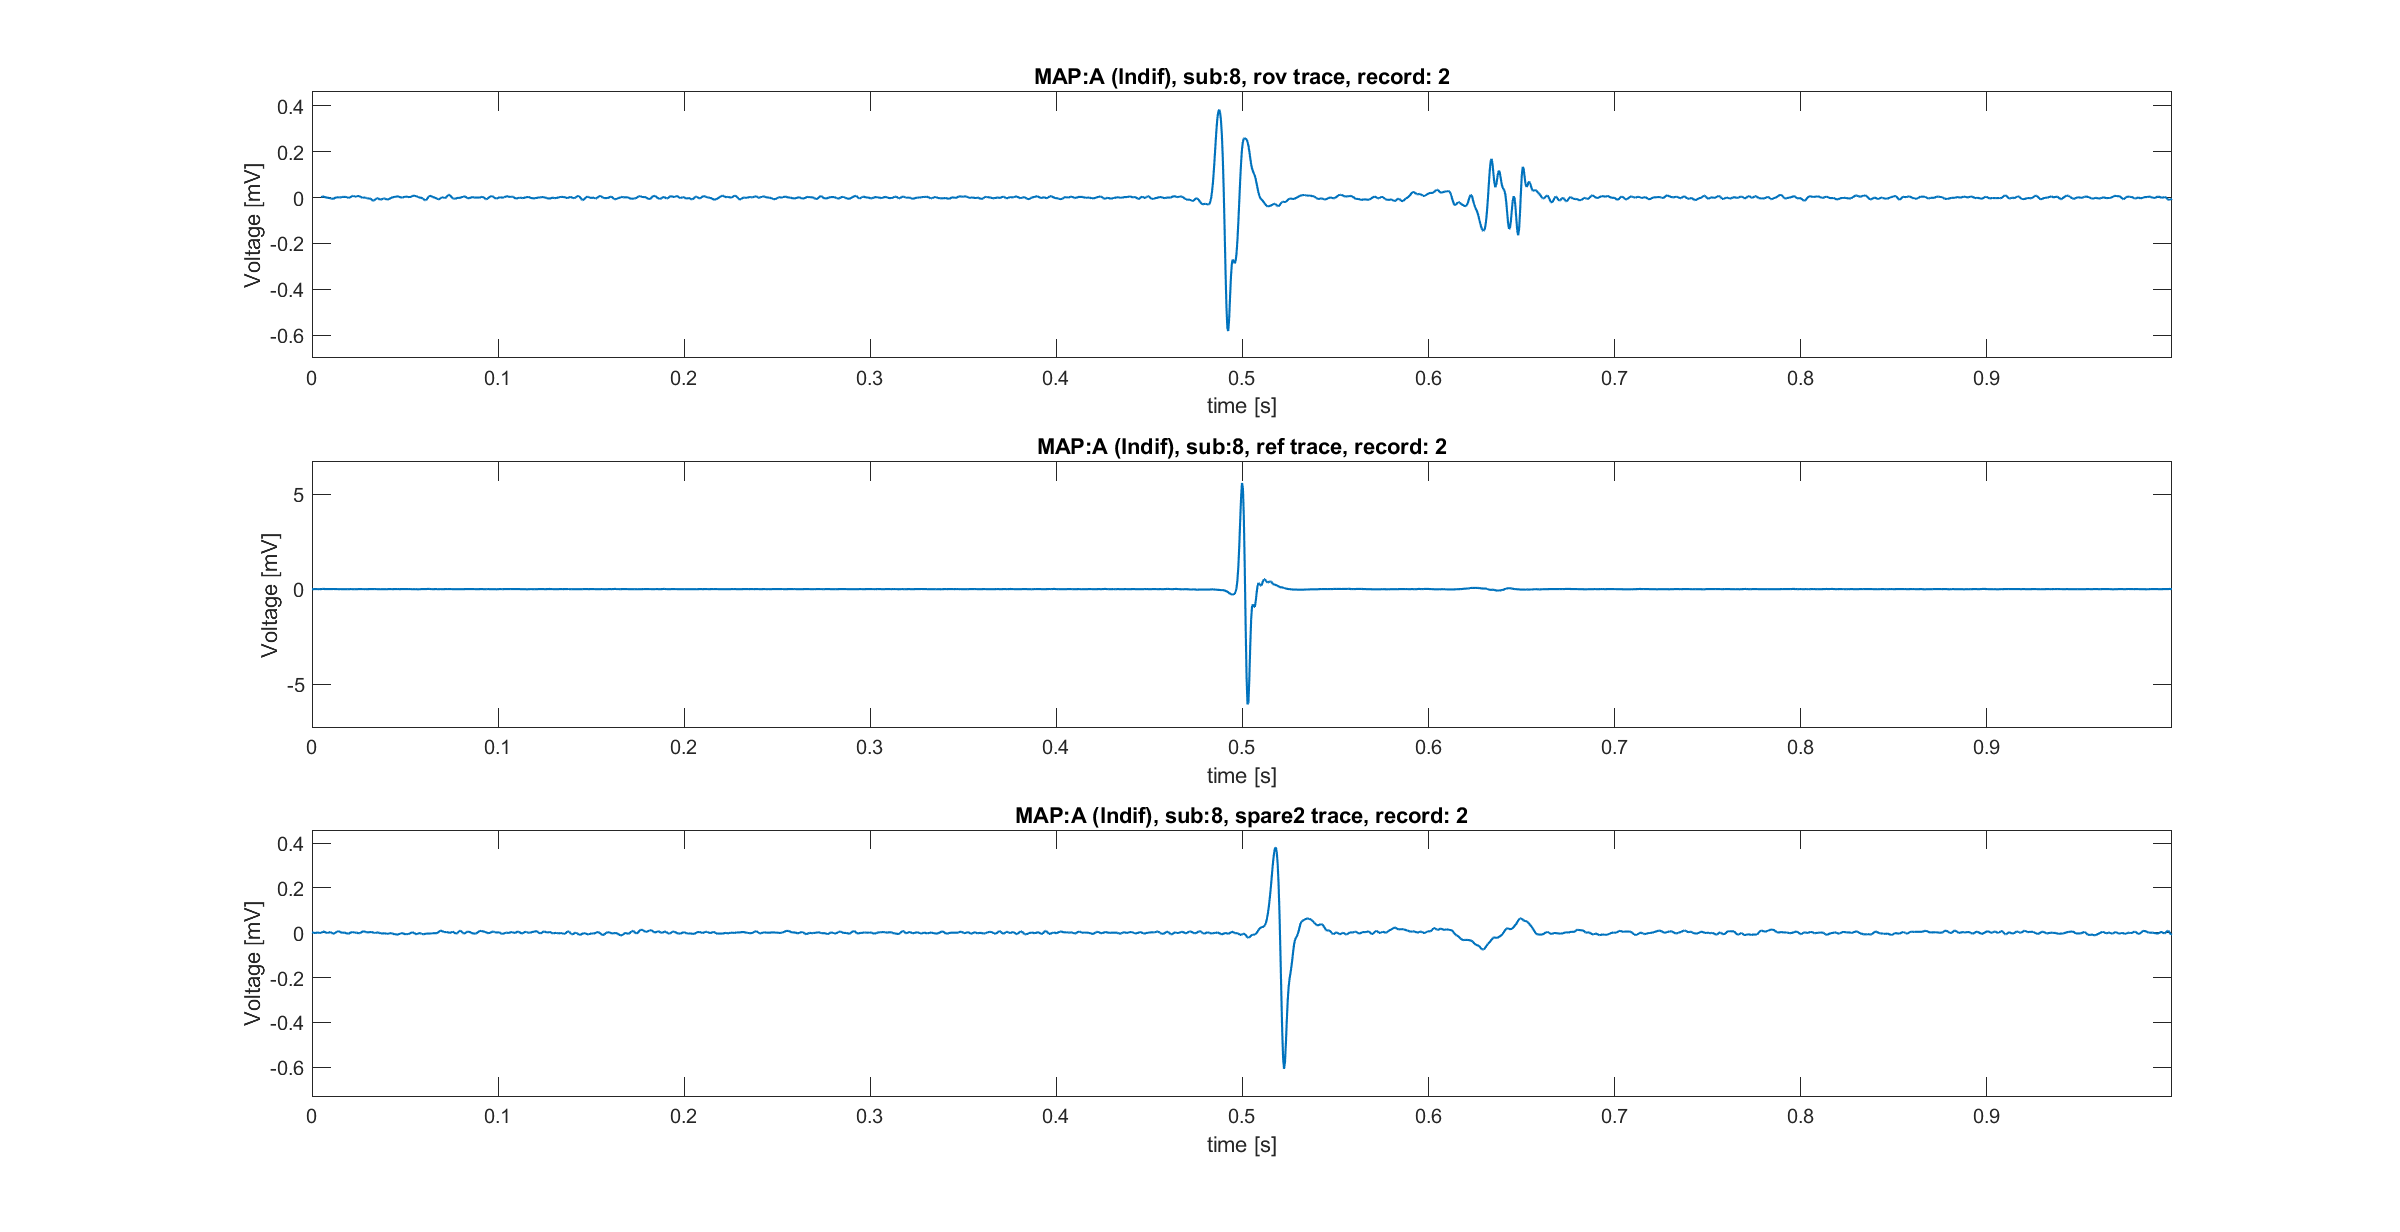 MAP:A (Indif), sub:8, rov trace, record: 2
Voltage [mV]
0.4
0.2
0
-0.2
-0.4
-0.6
0 0.1 0.2 0.3 0.4 0.5 0.6 0.7 0.8 0.9
time [s]
MAP:A (Indif), sub:8, ref trace, record: 2
Voltage [mV]
5
0
-5
0 0.1 0.2 0.3 0.4 0.5 0.6 0.7 0.8 0.9
time [s]
MAP:A (Indif), sub:8, spare2 trace, record: 2
Voltage [mV]
0.4
0.2
0
-0.2
-0.4
-0.6
0 0.1 0.2 0.3 0.4 0.5 0.6 0.7 0.8 0.9
time [s]